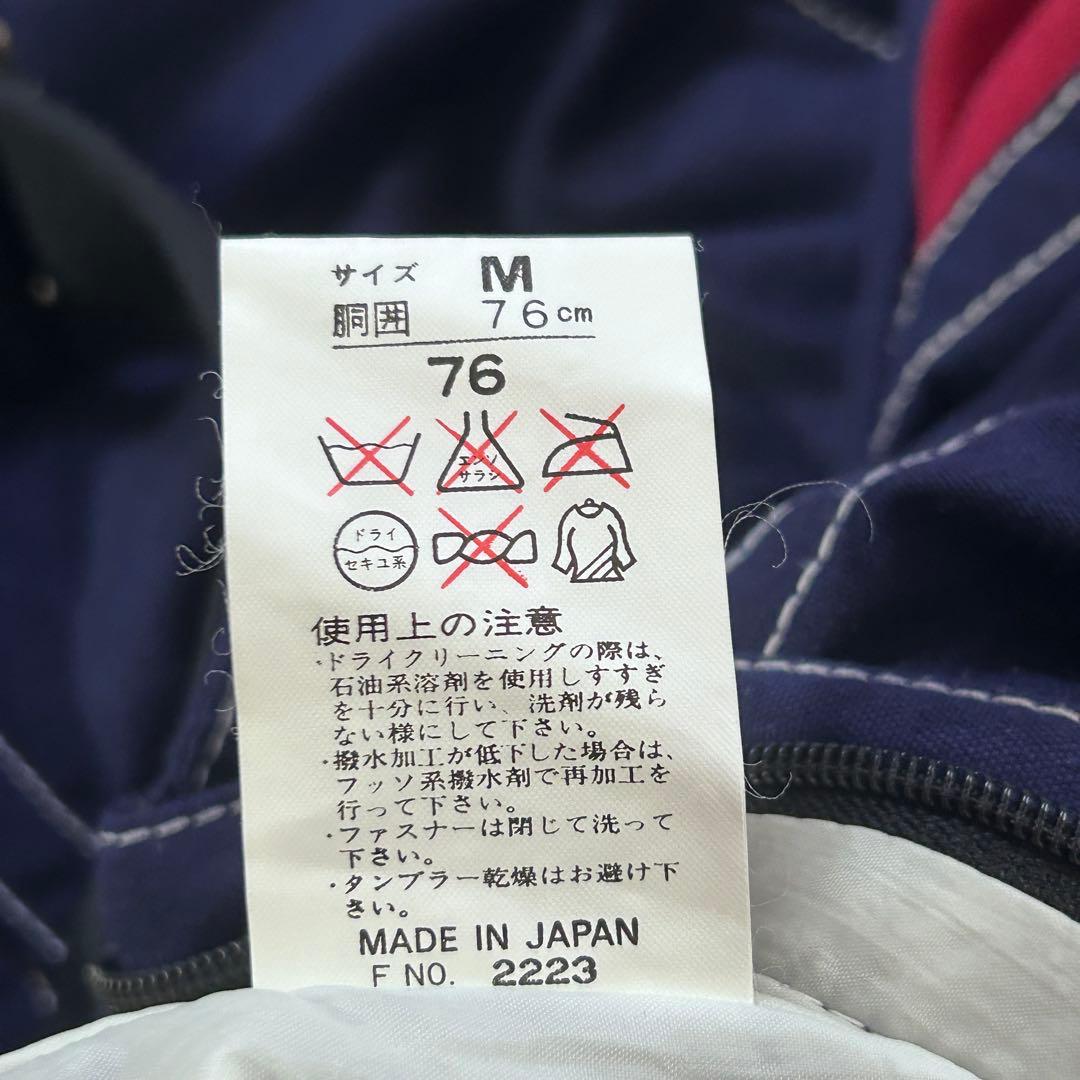 サイズ M
胴囲 76cm
76
エンソ
サラシ
ドライ
セキユ系
使用上の注意
・ドライクリーニングの際は、
石油系溶剤を使用しすすぎ
を十分に行い、洗剤が残ら
ない様にして下さい。
・撥水加工が低下した場合は、
フッソ系撥水剤で再加工を
行って下さい。
・ファスナーは閉じて洗って
下さい。
・タンブラー乾燥はお避け下
さい。
MADE IN JAPAN
F NO. 2223